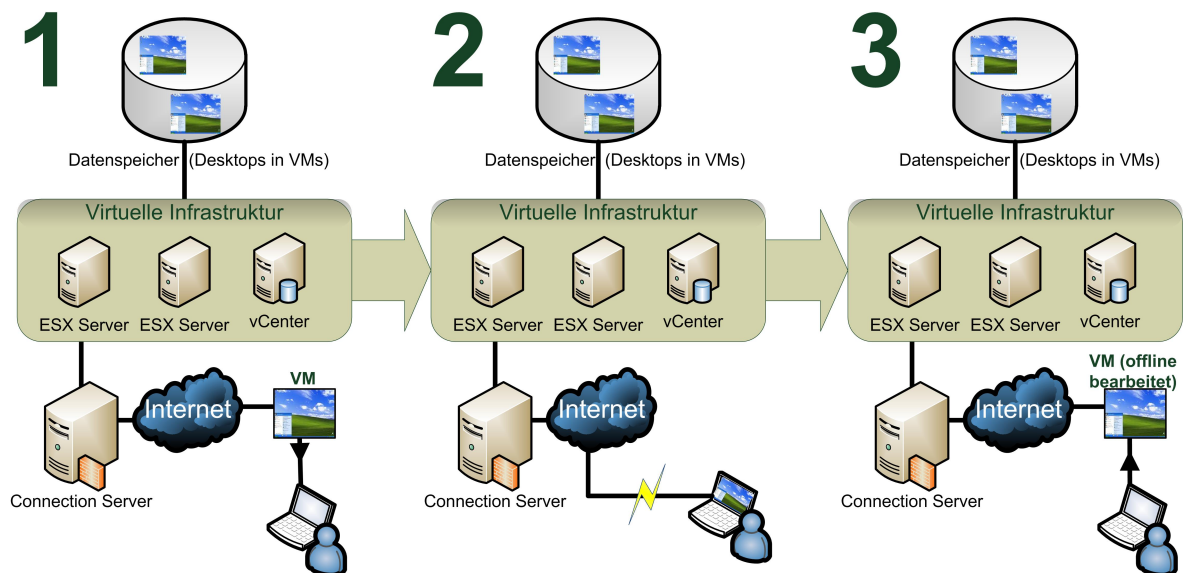 1
Datenspeicher (Desktops in VMs)
Virtuelle Infrastruktur
ESX Server
ESX Server
vCenter
VM
Internet
Connection Server
2
Datenspeicher (Desktops in VMs)
Virtuelle Infrastruktur
ESX Server
ESX Server
vCenter
Internet
Connection Server
3
Datenspeicher (Desktops in VMs)
Virtuelle Infrastruktur
ESX Server
ESX Server
vCenter
VM (offline
bearbeitet)
Internet
Connection Server